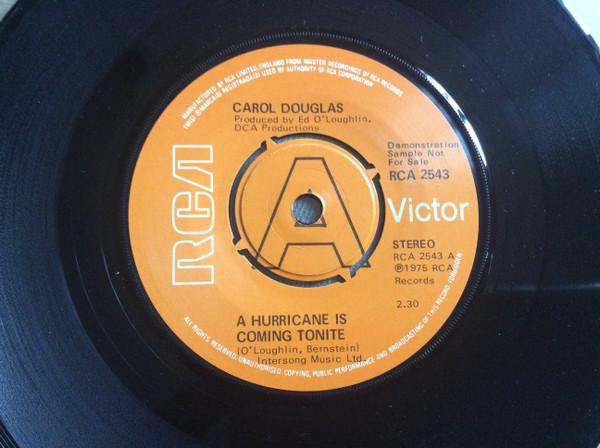 MANUFACTURED BY RCA LIMITED, ENGLAND FROM MASTER RECORDINGS OF RCA RECORDS
TMK(S) ® MARCA(S) REGISTRADA(S) USED BY AUTHORITY OF RCA CORPORATION
CAROL DOUGLAS
Produced by Ed O'Loughlin,
DCA Productions
Demonstration
Sample Not
For Sale
RCA 2543
RCA
A
Victor
STEREO
RCA 2543 A
℗1975 RCA
Records
2.30
A HURRICANE IS
COMING TONITE
(O'Loughlin, Bernstein)
Intersong Music Ltd.
ALL RIGHTS RESERVED. UNAUTHORISED COPYING, PUBLIC PERFORMANCE AND BROADCASTING OF THIS RECORD FORBIDDEN